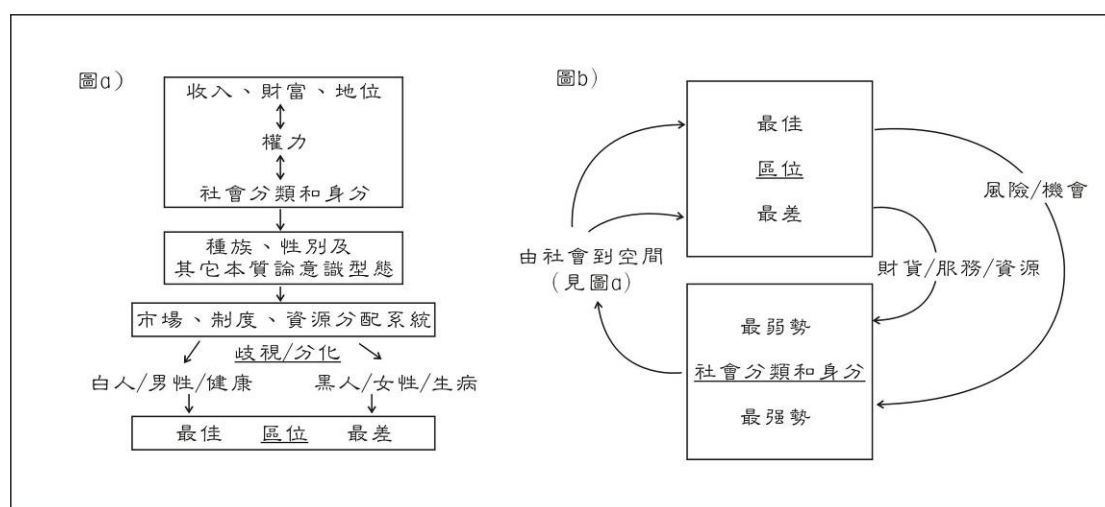 圖a)
收入、財富、地位
權力
社會分類和身分
種族、性別及
其它本質論意識型態
市場、制度、資源分配系統
歧視/分化
白人/男性/健康 黑人/女性/生病
最佳 區位 最差
圖b)
最佳
區位
最差
風險/機會
由社會到空間
(見圖a)
財貨/服務/資源
最弱勢
社會分類和身分
最強勢